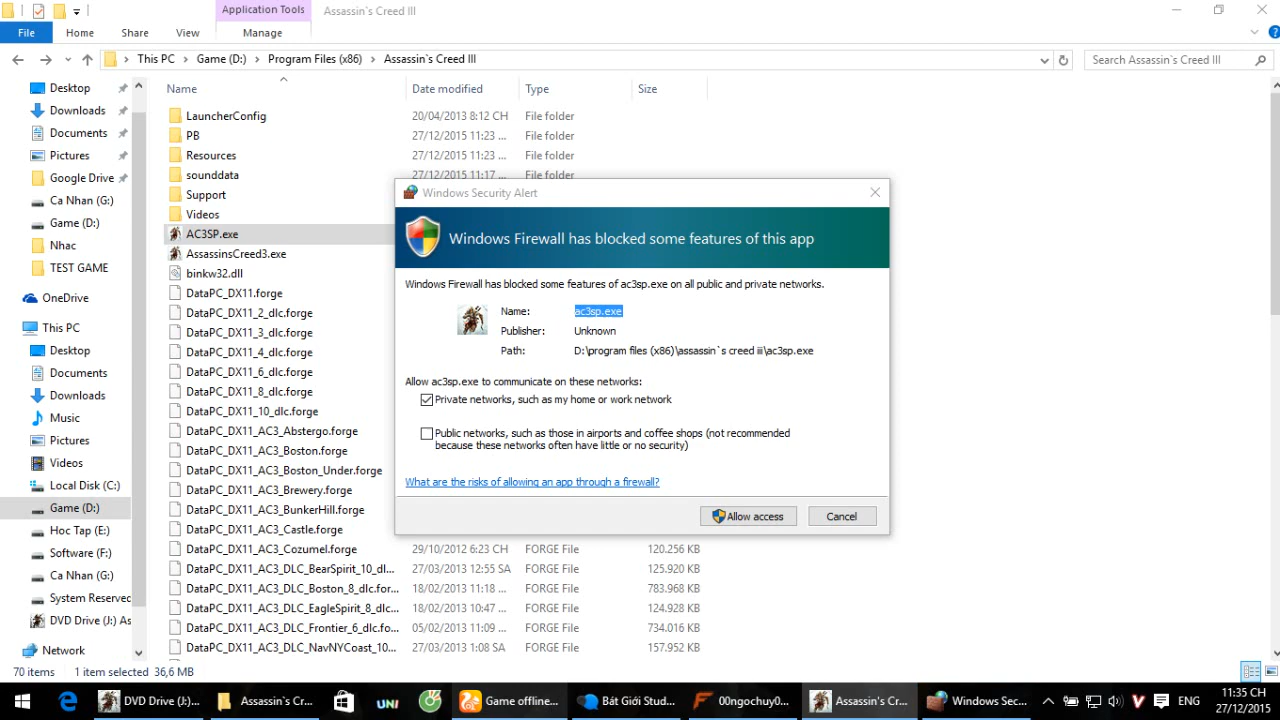 Application Tools
Assassin`s Creed III
File
Home
Share
View
Manage
This PC
Game (D:)
Program Files (x86)
Assassin`s Creed III
Search Assassin`s Creed III
Name
Date modified
Type
Size
Desktop
Downloads
Documents
Pictures
Google Drive
Ca Nhan (G:)
Game (D:)
Nhac
TEST GAME
OneDrive
This PC
Desktop
Documents
Downloads
Music
Pictures
Videos
Local Disk (C:)
Game (D:)
Hoc Tap (E:)
Software (F:)
Ca Nhan (G:)
System Reserved
DVD Drive (J:) As
Network
LauncherConfig 20/04/2013 8:12 CH File folder
PB 27/12/2015 11:23 ... File folder
Resources 27/12/2015 11:23 ... File folder
sounddata 27/12/2015 11:17 ... File folder
Support
Videos
AC3SP.exe
AssassinsCreed3.exe
binkw32.dll
DataPC_DX11.forge
DataPC_DX11_2_dlc.forge
DataPC_DX11_3_dlc.forge
DataPC_DX11_4_dlc.forge
DataPC_DX11_6_dlc.forge
DataPC_DX11_8_dlc.forge
DataPC_DX11_10_dlc.forge
DataPC_DX11_AC3_Abstergo.forge
DataPC_DX11_AC3_Boston.forge
DataPC_DX11_AC3_Boston_Under.forge
DataPC_DX11_AC3_Brewery.forge
DataPC_DX11_AC3_BunkerHill.forge
DataPC_DX11_AC3_Castle.forge
DataPC_DX11_AC3_Cozumel.forge 29/10/2012 6:23 CH FORGE File 120.256 KB
DataPC_DX11_AC3_DLC_BearSpirit_10_dl... 27/03/2013 12:55 SA FORGE File 125.920 KB
DataPC_DX11_AC3_DLC_Boston_8_dlc.forge 18/02/2013 11:18 ... FORGE File 783.968 KB
DataPC_DX11_AC3_DLC_EagleSpirit_8_dlc... 18/02/2013 10:47 ... FORGE File 124.928 KB
DataPC_DX11_AC3_DLC_Frontier_6_dlc.fo... 05/02/2013 11:09 ... FORGE File 734.016 KB
DataPC_DX11_AC3_DLC_NavNYCoast_10... 27/03/2013 1:08 SA FORGE File 157.952 KB
Windows Security Alert
Windows Firewall has blocked some features of this app
Windows Firewall has blocked some features of ac3sp.exe on all public and private networks.
Name: ac3sp.exe
Publisher: Unknown
Path: D:\program files (x86)\assassin`s creed iii\ac3sp.exe
Allow ac3sp.exe to communicate on these networks:
Private networks, such as my home or work network
Public networks, such as those in airports and coffee shops (not recommended
because these networks often have little or no security)
What are the risks of allowing an app through a firewall?
Allow access
Cancel
70 items
1 item selected 36,6 MB
DVD Drive (J:)...
Assassin`s Cr...
UNI
Game offline...
Bát Giới Stud...
00ngochuy0...
Assassin's Cr...
Windows Sec...
ENG
11:35 CH
27/12/2015